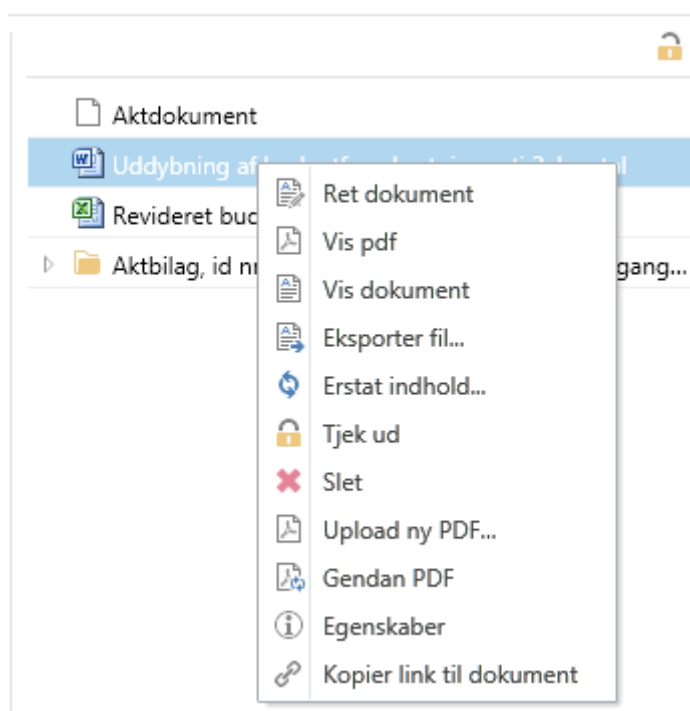 Aktdokument
Uddybning af
Revideret bud
Aktbilag, id nr
gang...
Ret dokument
Vis pdf
Vis dokument
Eksporter fil...
Erstat indhold...
Tjek ud
Slet
Upload ny PDF...
Gendan PDF
Egenskaber
Kopier link til dokument